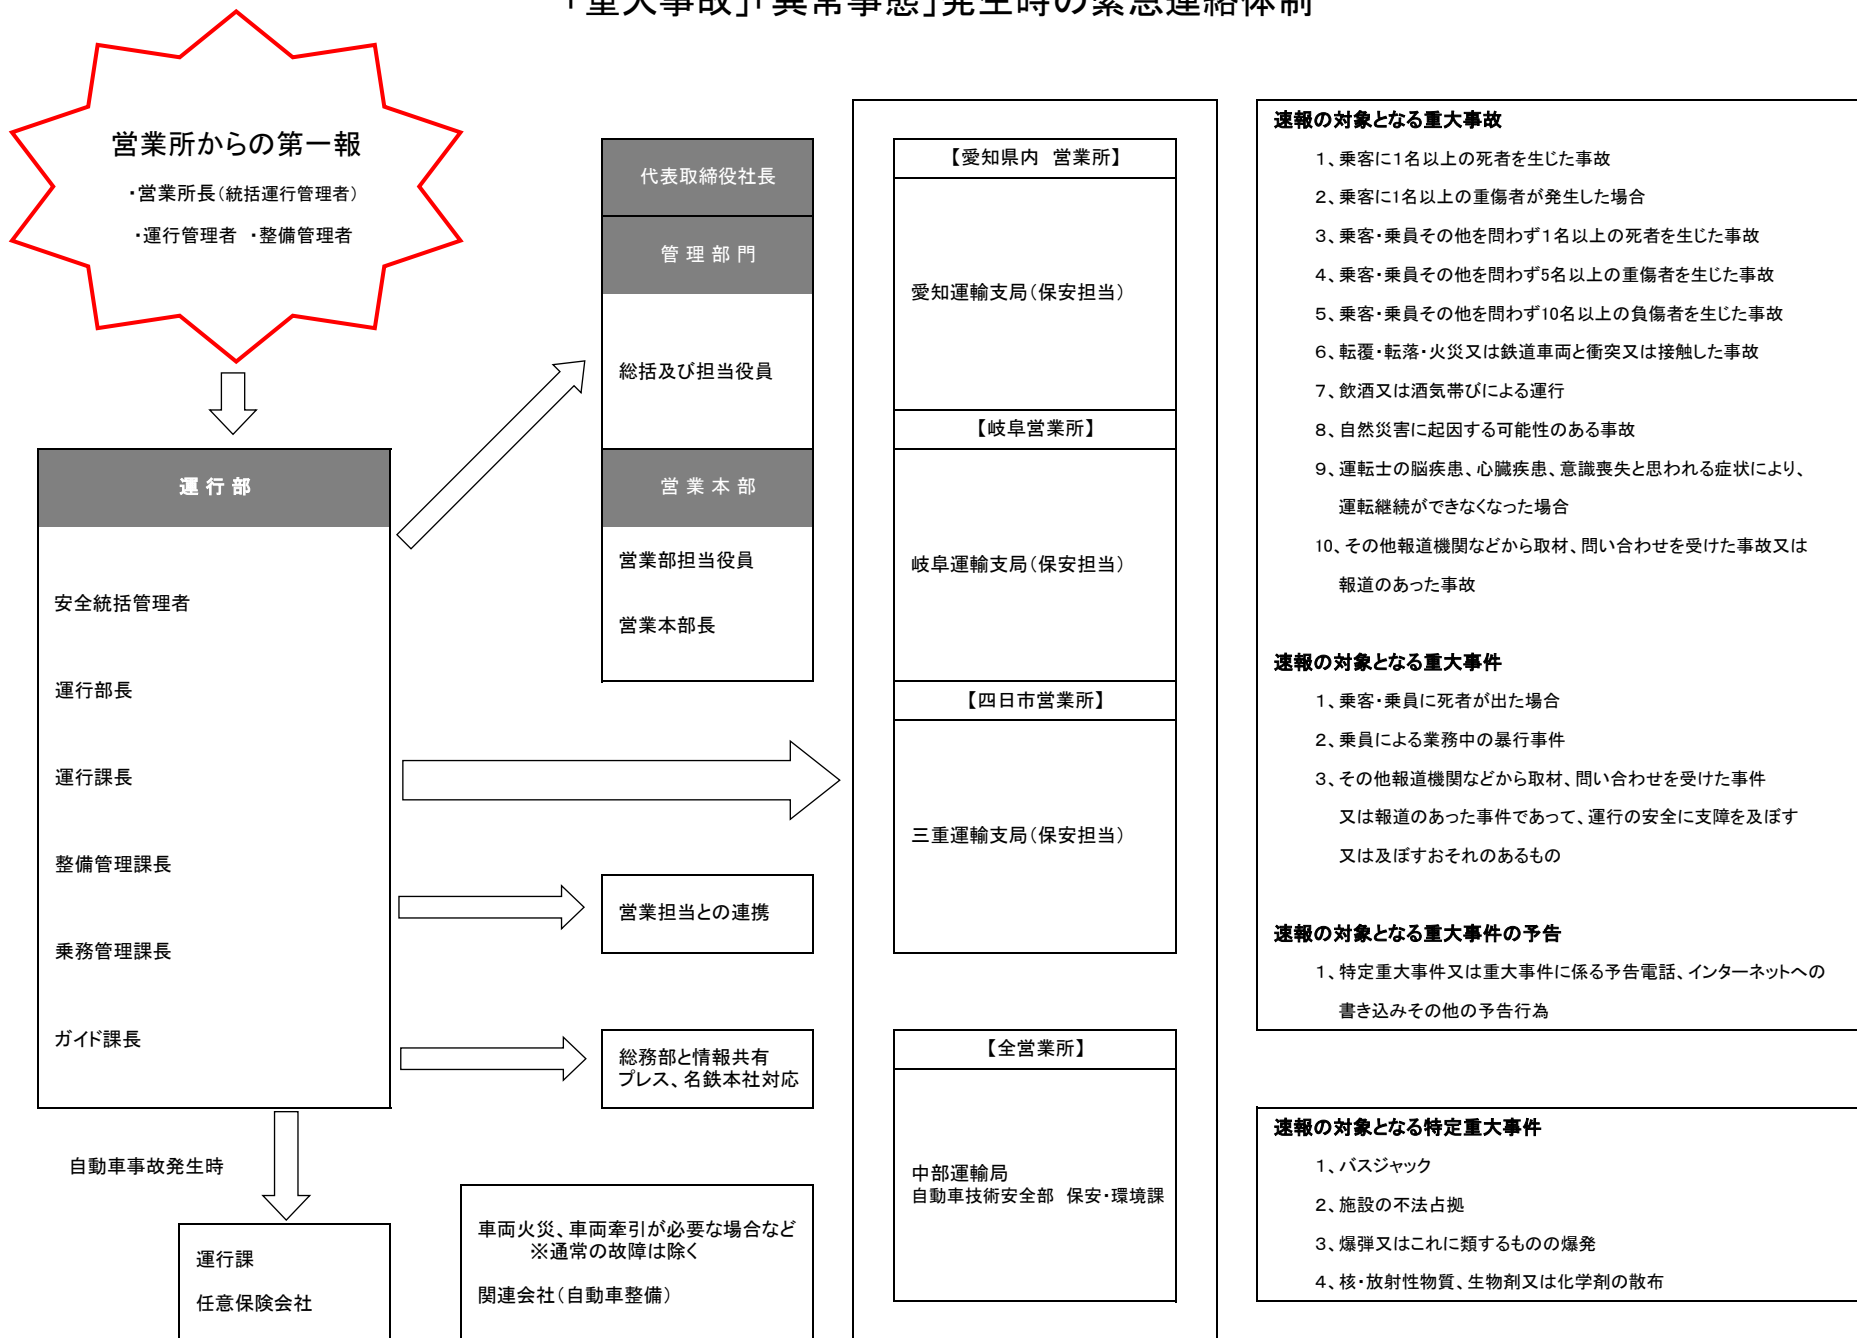 「重大事故」「異常事態」発生時の緊急連絡体制
営業所からの第一報
・営業所長（統括運行管理者）
・運行管理者　・整備管理者
運行部
安全統括管理者
運行部長
運行課長
整備管理課長
乗務管理課長
ガイド課長
自動車事故発生時
運行課
任意保険会社
代表取締役社長
管理部門
総括及び担当役員
営業本部
営業部担当役員
営業本部長
営業担当との連携
総務部と情報共有
プレス、名鉄本社対応
車両火災、車両牽引が必要な場合など
※通常の故障は除く
関連会社（自動車整備）
【愛知県内　営業所】
愛知運輸支局（保安担当）
【岐阜営業所】
岐阜運輸支局（保安担当）
【四日市営業所】
三重運輸支局（保安担当）
【全営業所】
中部運輸局
自動車技術安全部　保安・環境課
速報の対象となる重大事故
1、乗客に1名以上の死者を生じた事故
2、乗客に1名以上の重傷者が発生した場合
3、乗客・乗員その他を問わず1名以上の死者を生じた事故
4、乗客・乗員その他を問わず5名以上の重傷者を生じた事故
5、乗客・乗員その他を問わず10名以上の負傷者を生じた事故
6、転覆・転落・火災又は鉄道車両と衝突又は接触した事故
7、飲酒又は酒気帯びによる運行
8、自然災害に起因する可能性のある事故
9、運転士の脳疾患、心臓疾患、意識喪失と思われる症状により、
運転継続ができなくなった場合
10、その他報道機関などから取材、問い合わせを受けた事故又は
報道のあった事故
速報の対象となる重大事件
1、乗客・乗員に死者が出た場合
2、乗員による業務中の暴行事件
3、その他報道機関などから取材、問い合わせを受けた事件
又は報道のあった事件であって、運行の安全に支障を及ぼす
又は及ぼすおそれのあるもの
速報の対象となる重大事件の予告
1、特定重大事件又は重大事件に係る予告電話、インターネットへの
書き込みその他の予告行為
速報の対象となる特定重大事件
1、バスジャック
2、施設の不法占拠
3、爆弾又はこれに類するものの爆発
4、核・放射性物質、生物剤又は化学剤の散布